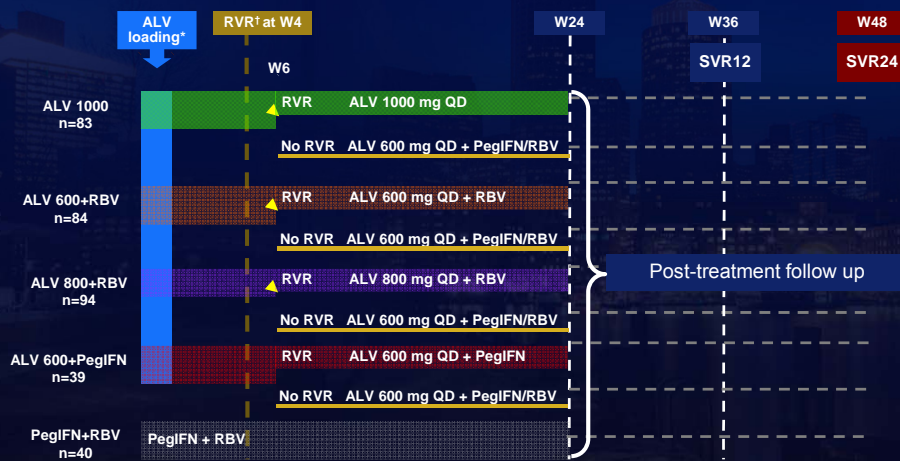 ALV
loading*
RVR† at W4
W24
W36
W48
SVR12
SVR24
W6
ALV 1000
n=83
RVR ALV 1000 mg QD
No RVR ALV 600 mg QD + PegIFN/RBV
ALV 600+RBV
n=84
RVR ALV 600 mg QD + RBV
No RVR ALV 600 mg QD + PegIFN/RBV
ALV 800+RBV
n=94
RVR ALV 800 mg QD + RBV
No RVR ALV 600 mg QD + PegIFN/RBV
ALV 600+PegIFN
n=39
RVR ALV 600 mg QD + PegIFN
No RVR ALV 600 mg QD + PegIFN/RBV
PegIFN+RBV
n=40
PegIFN + RBV
Post-treatment follow up